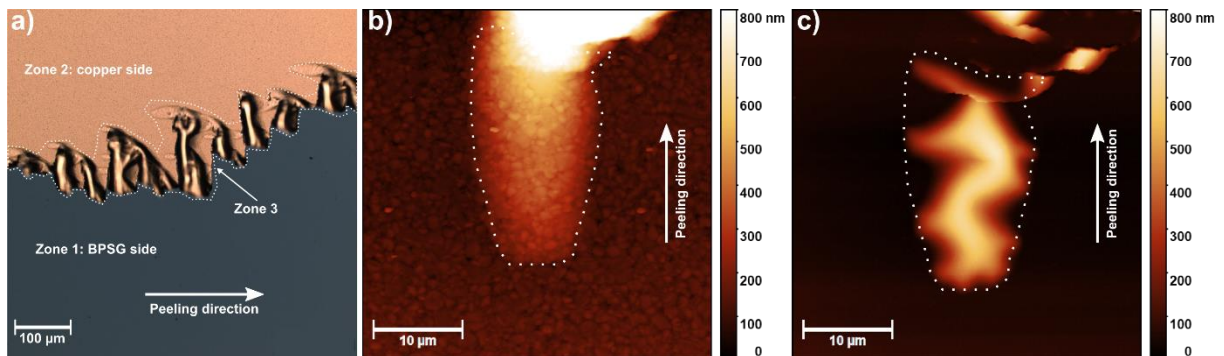 a)
Zone 2: copper side
Zone 3
Zone 1: BPSG side
Peeling direction
100 µm
b)
Peeling direction
10 µm
800 nm
700
600
500
400
300
200
100
0
c)
Peeling direction
10 µm
800 nm
700
600
500
400
300
200
100
0